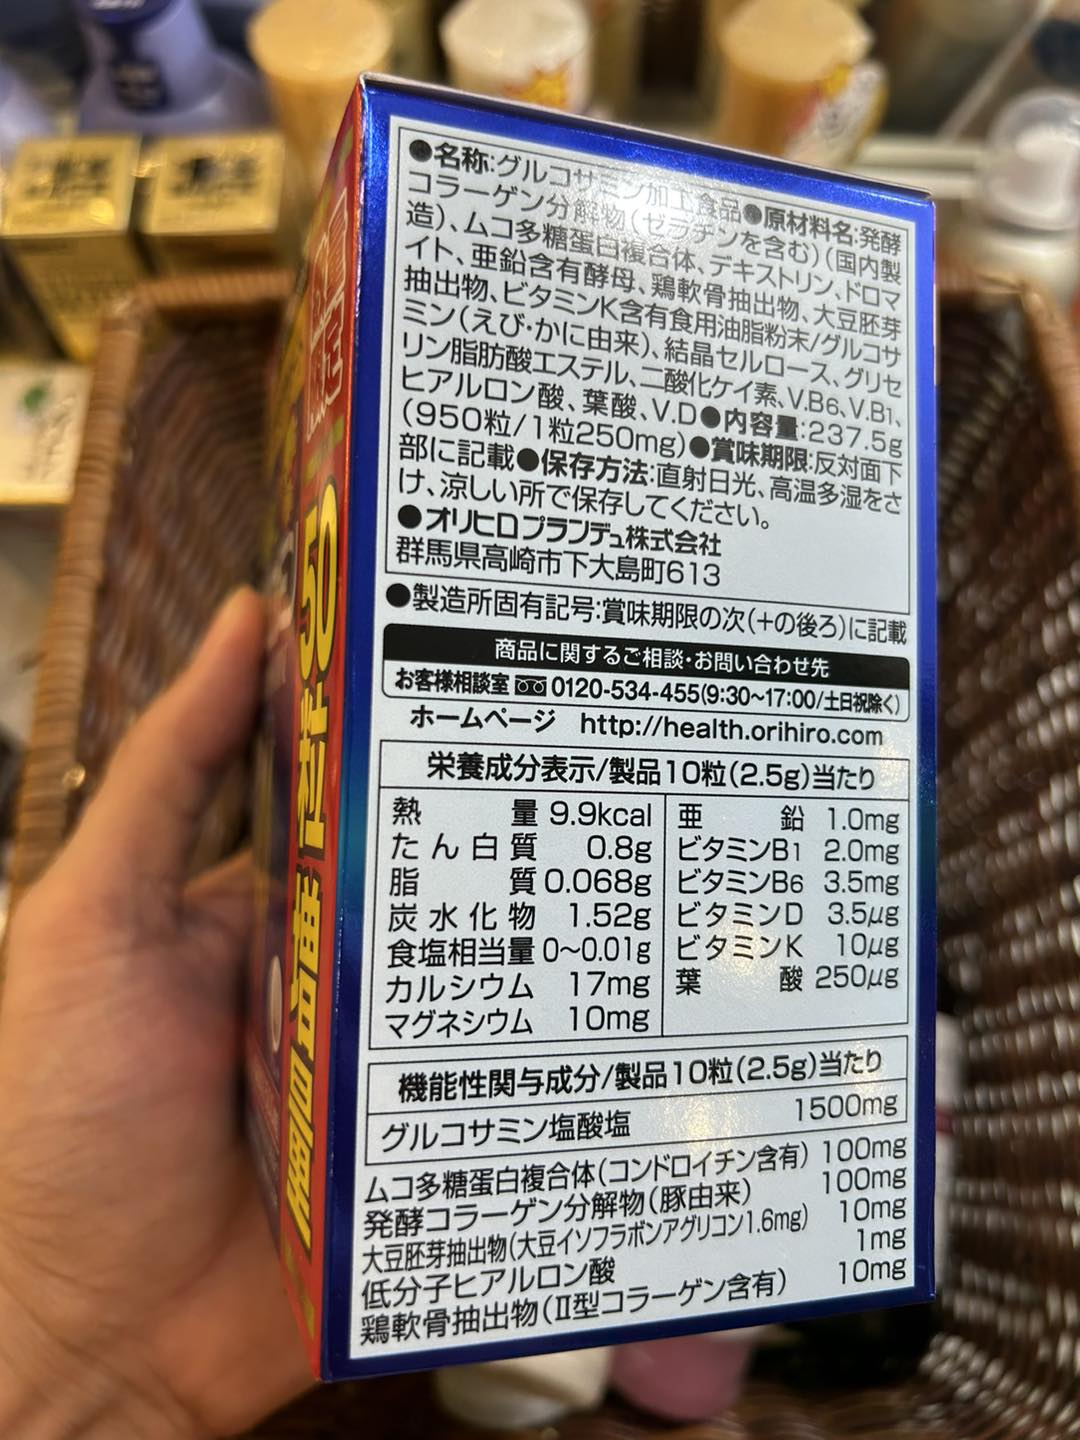 ●名称:グルコサミン加工食品●原材料名:発酵
コラーゲン分解物(ゼラチンを含む)(国内製
造)、ムコ多糖蛋白複合体、デキストリン、ドロマ
イト、亜鉛含有酵母、鶏軟骨抽出物、大豆胚芽
抽出物、ビタミンK含有食用油脂粉末/グルコサ
ミン(えび・かに由来)、結晶セルロース、グリセ
リン脂肪酸エステル、二酸化ケイ素、V.B6、V.B1、
ヒアルロン酸、葉酸、V.D●内容量:237.5g
(950粒/1粒250mg)●賞味期限:反対面下
部に記載●保存方法:直射日光、高温多湿をさ
け、涼しい所で保存してください。
●オリヒロプランデュ株式会社
群馬県高崎市下大島町613
●製造所固有記号:賞味期限の次(+の後ろ)に記載
商品に関するご相談・お問い合わせ先
お客様相談室 0120-534-455(9:30〜17:00/土日祝除く)
ホームページ http://health.orihiro.com
栄養成分表示/製品10粒(2.5g)当たり
熱量 9.9kcal
たん白質 0.8g
脂質 0.068g
炭水化物 1.52g
食塩相当量 0〜0.01g
カルシウム 17mg
マグネシウム 10mg
亜鉛 1.0mg
ビタミンB1 2.0mg
ビタミンB6 3.5mg
ビタミンD 3.5μg
ビタミンK 10μg
葉酸 250μg
機能性関与成分/製品10粒(2.5g)当たり
グルコサミン塩酸塩 1500mg
ムコ多糖蛋白複合体(コンドロイチン含有) 100mg
発酵コラーゲン分解物(豚由来) 100mg
大豆胚芽抽出物(大豆イソフラボンアグリコン1.6mg) 10mg
低分子ヒアルロン酸 1mg
鶏軟骨抽出物(Ⅱ型コラーゲン含有) 10mg
限定
50粒増量